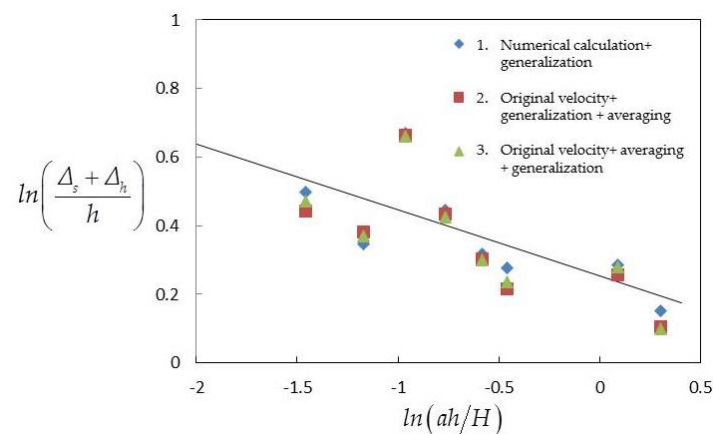 1
0.8
0.6
0.4
0.2
0
-2
-1.5
-1
-0.5
0
0.5
ln(Δs + Δh / h)
ln(ah/H)
1. Numerical calculation+
generalization
2. Original velocity+
generalization + averaging
3. Original velocity+ averaging
+ generalization